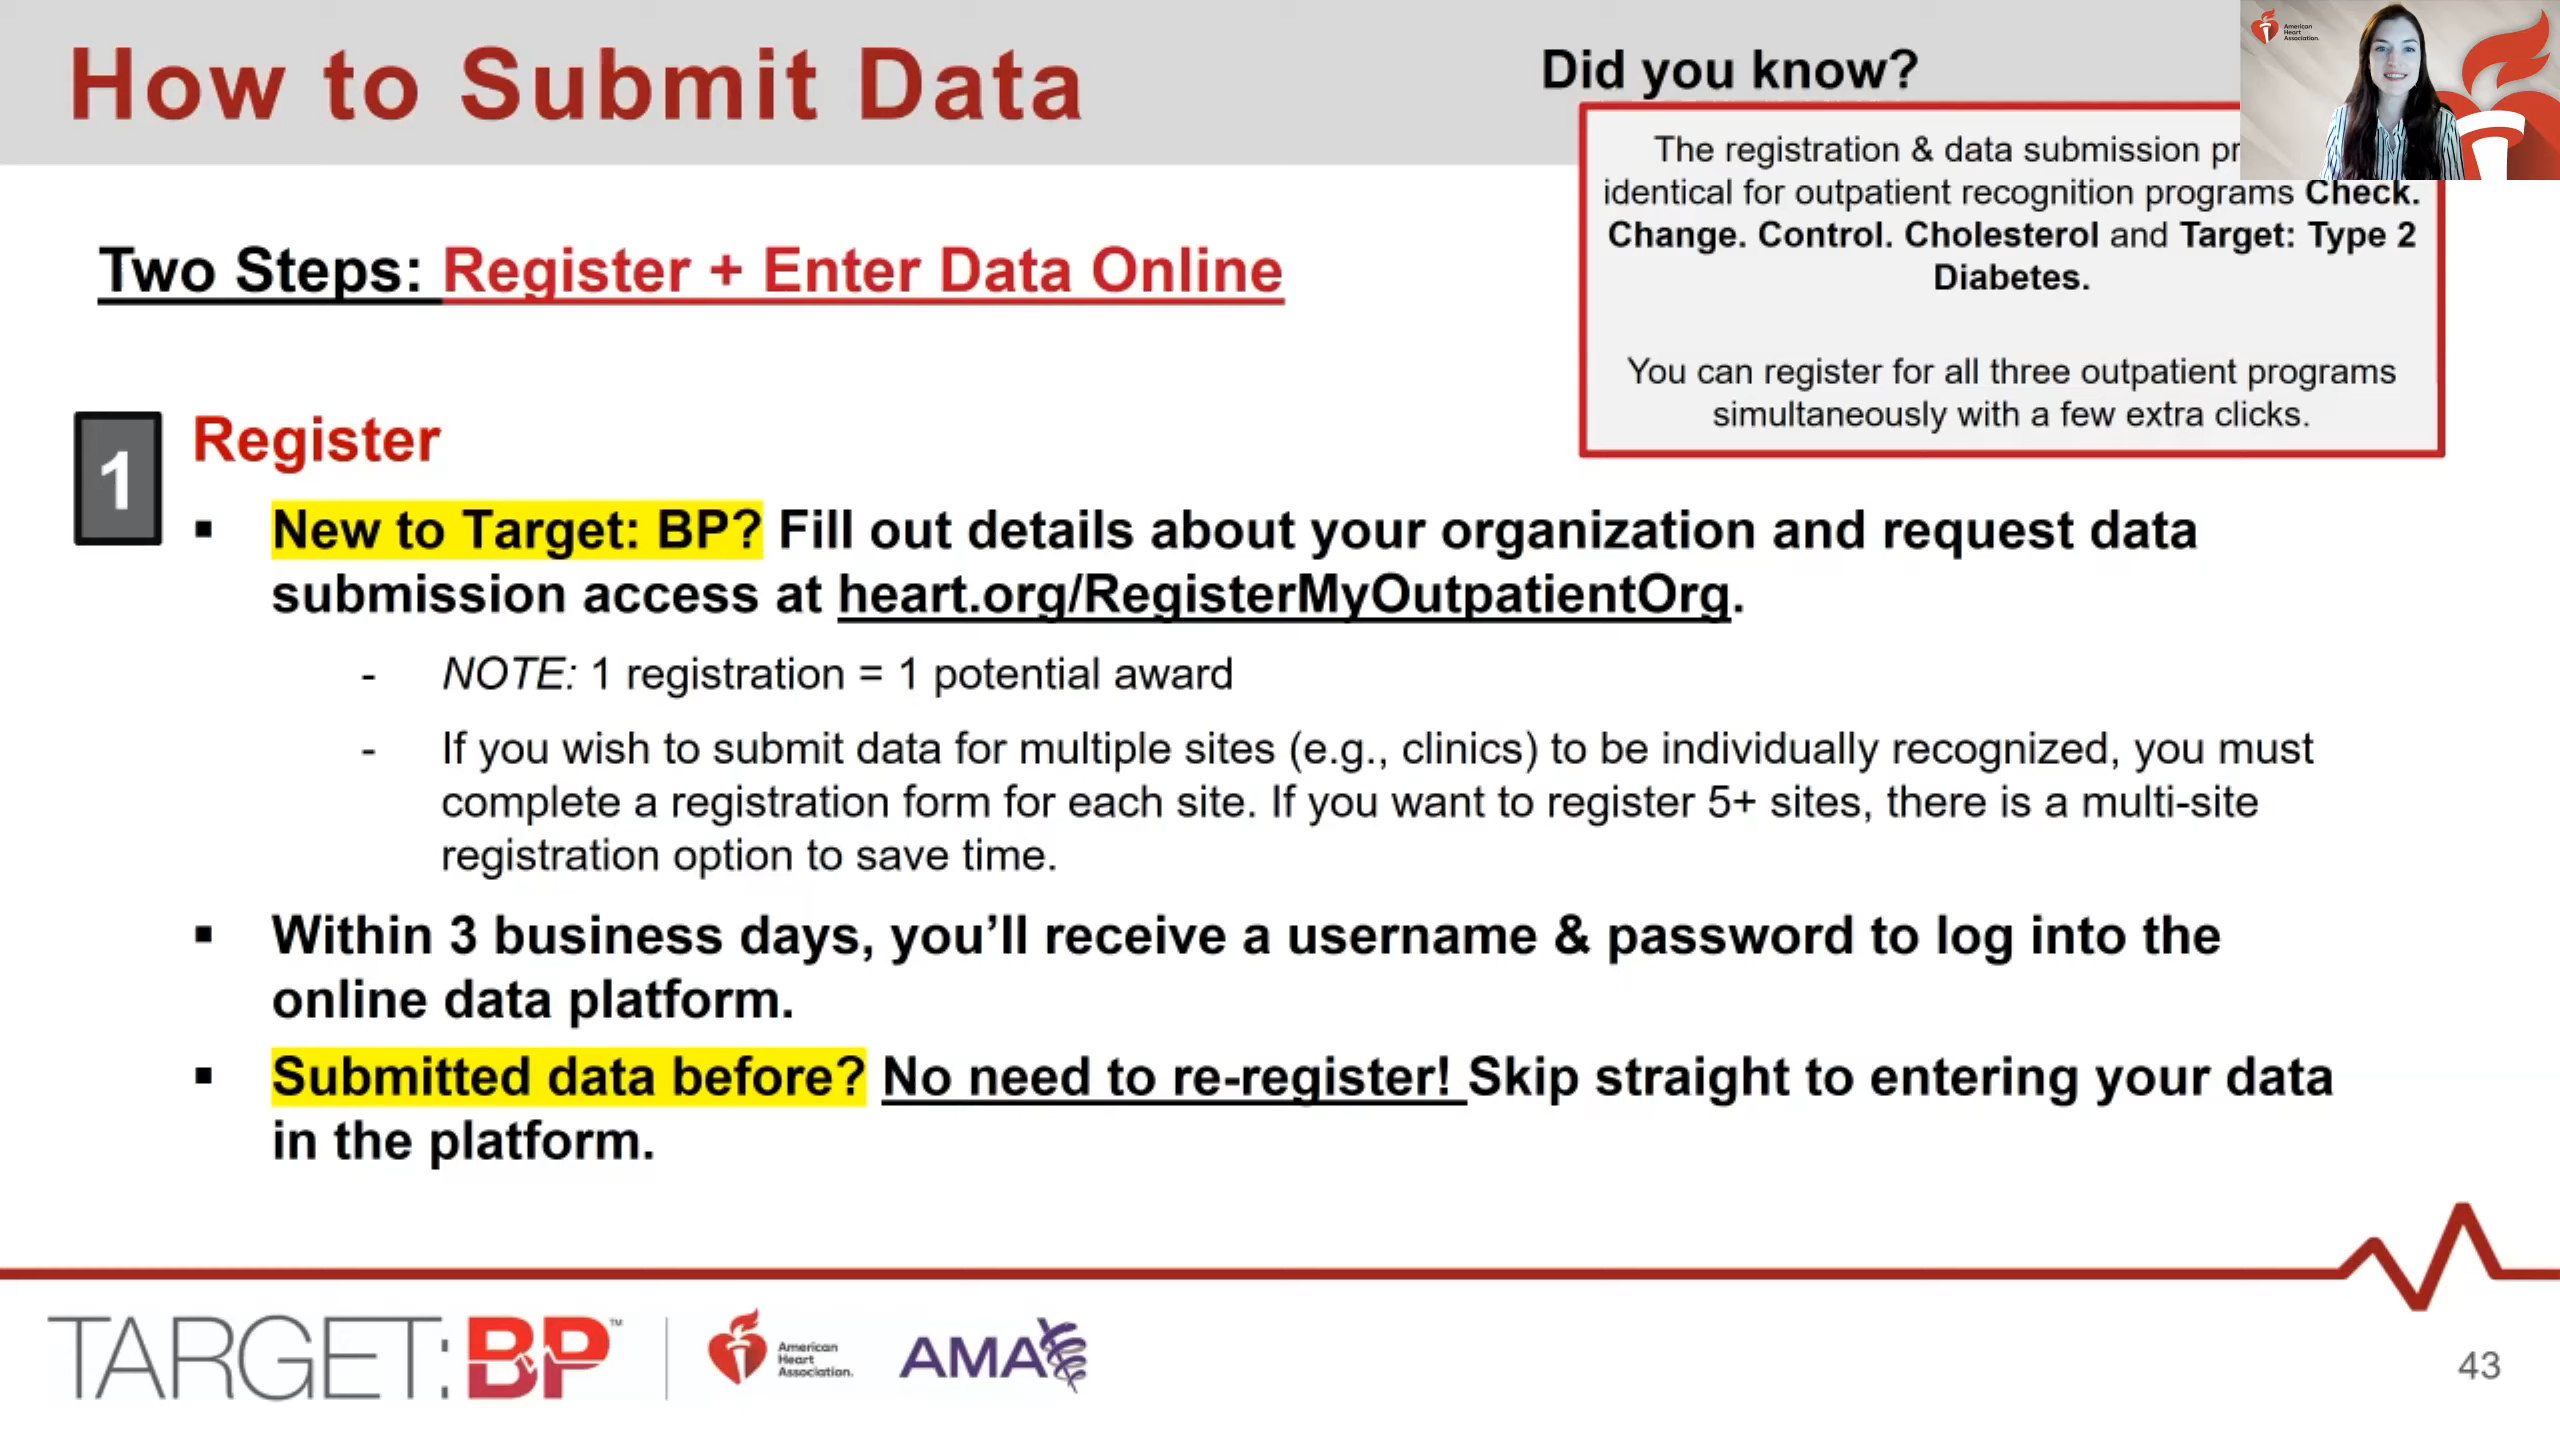 How to Submit Data
Did you know?
American
Heart
Association.
The registration & data submission
identical for outpatient recognition programs Check.
Change. Control. Cholesterol and Target: Type 2
Diabetes.
You can register for all three outpatient programs
simultaneously with a few extra clicks.
Two Steps: Register + Enter Data Online
1
Register
▪ New to Target: BP? Fill out details about your organization and request data
submission access at heart.org/RegisterMyOutpatientOrg.
- NOTE: 1 registration = 1 potential award
- If you wish to submit data for multiple sites (e.g., clinics) to be individually recognized, you must
complete a registration form for each site. If you want to register 5+ sites, there is a multi-site
registration option to save time.
▪ Within 3 business days, you’ll receive a username & password to log into the
online data platform.
▪ Submitted data before? No need to re-register! Skip straight to entering your data
in the platform.
TARGET:BP™
American
Heart
Association.
AMA
43